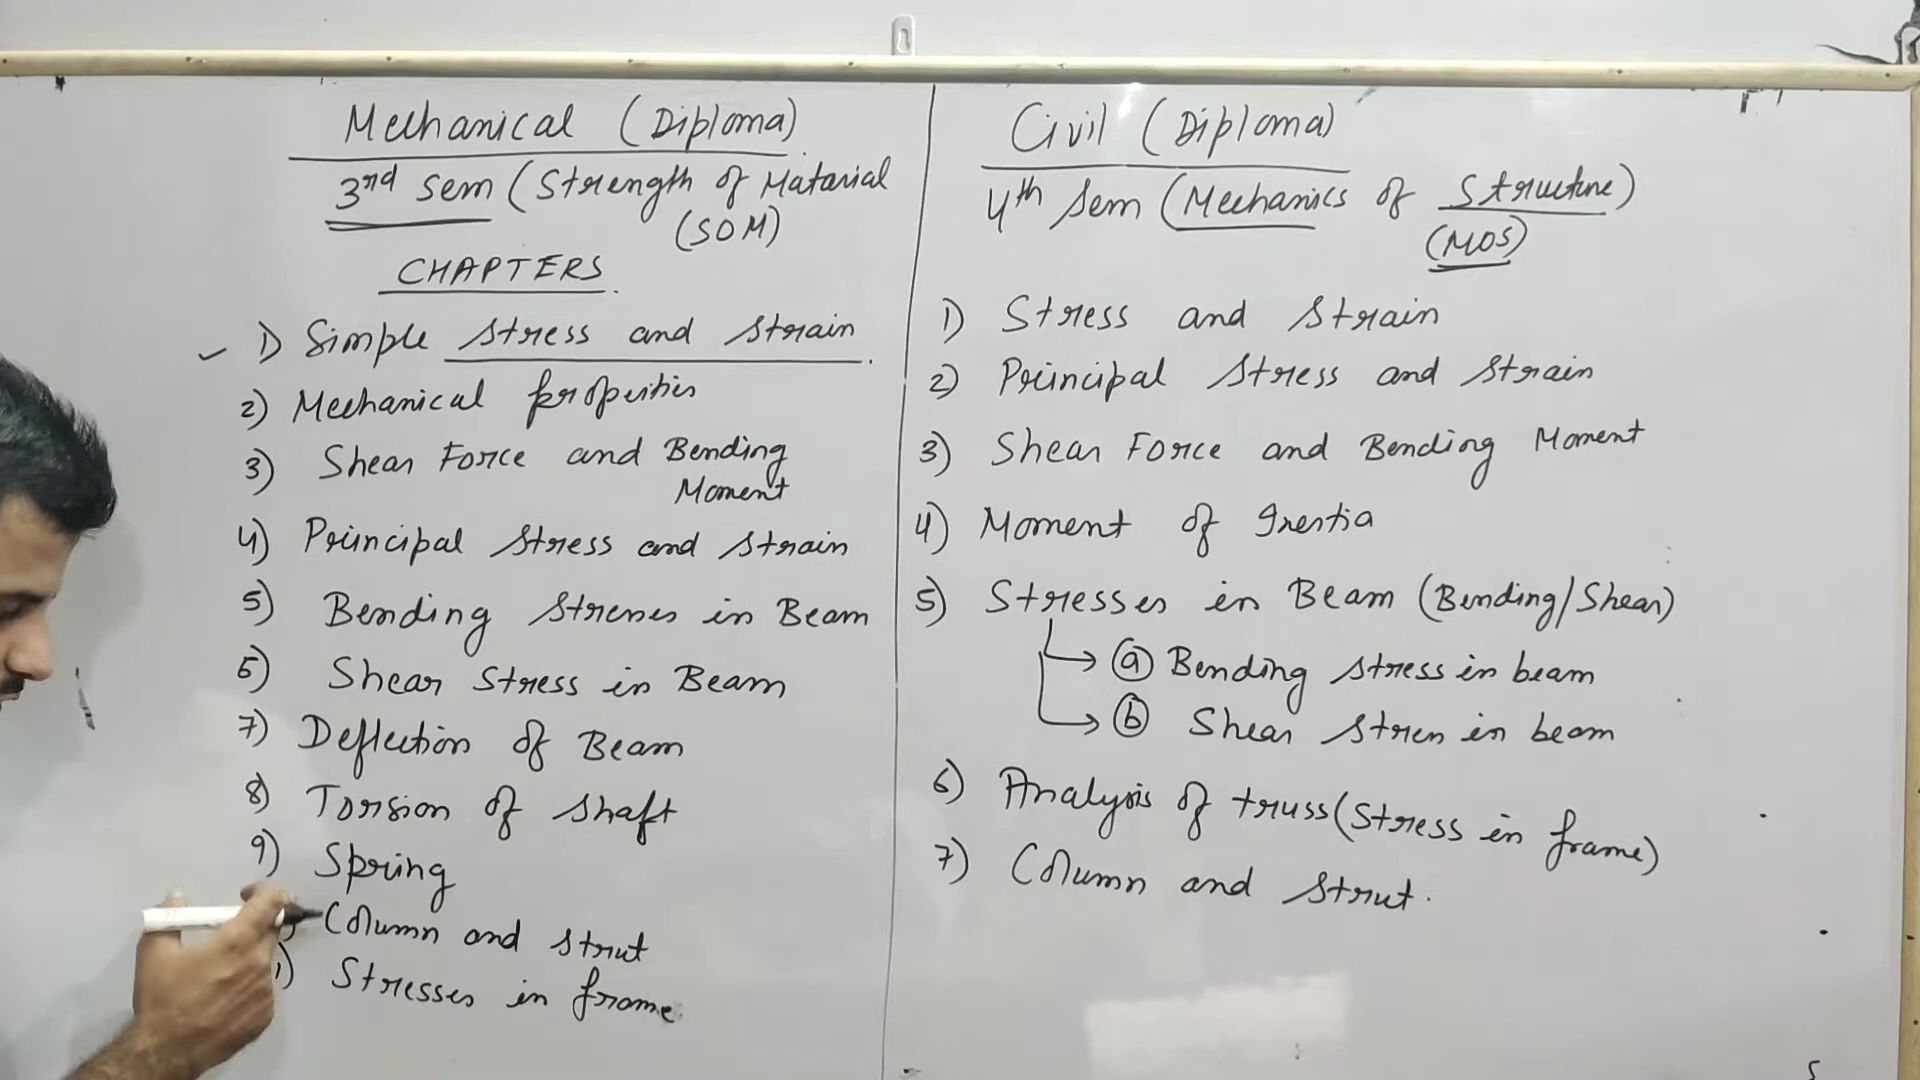 Mechanical (Diploma)
3rd sem (Strength of Matarial
(SOM)
CHAPTERS.
1) Simple stress and strain.
2) Mechanical properties
3) Shear Force and Bending
Moment
4) Principal stress and strain
5) Bending stresses in Beam
6) Shear stress in Beam
7) Deflection of Beam
8) Torsion of shaft
9) Spring
Column and strut
1) Stresses in frame
Civil (Diploma)
4th sem (Mechanics of Structure)
(MOS)
1) Stress and strain
2) Principal stress and strain
3) Shear Force and Bending Moment
4) Moment of Inertia
5) Stresses in Beam (Bending/Shear)
→ (a) Bending stress in beam
→ (b) Shear stress in beam
6) Analysis of truss (Stress in frame)
7) Column and strut.